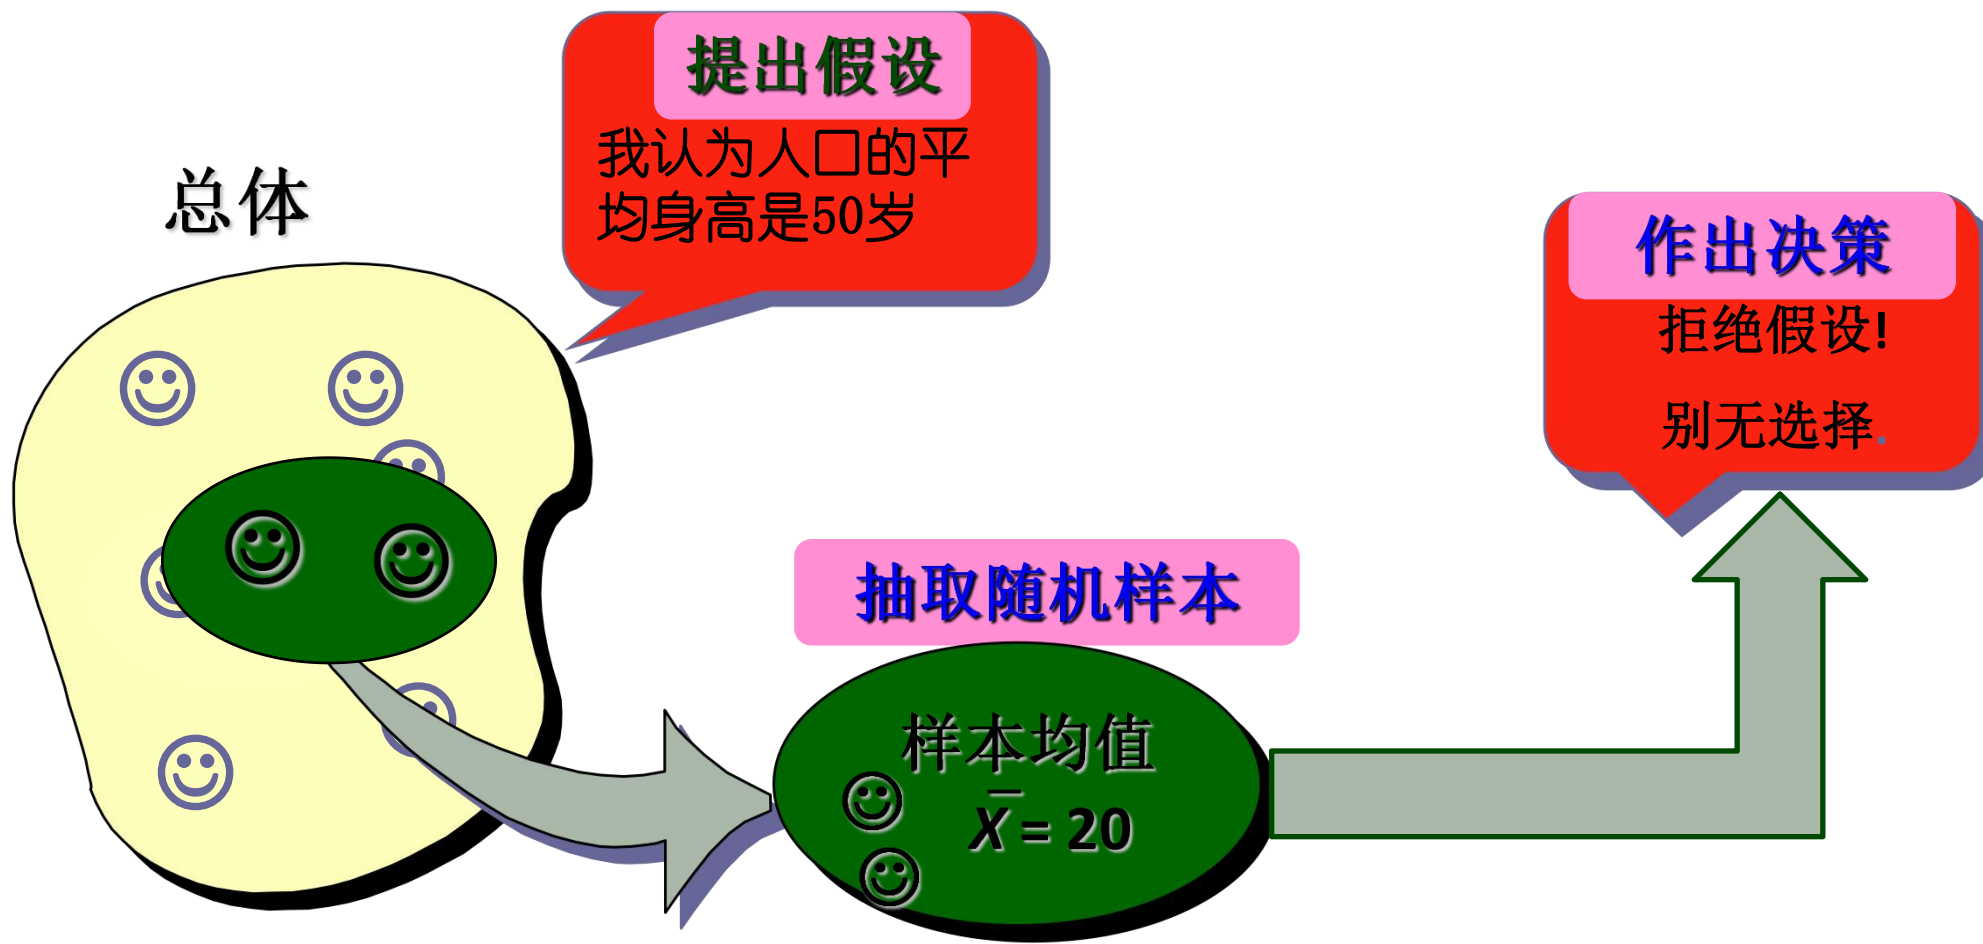 提出假设
我认为人口的平
均身高是50岁
总体
作出决策
拒绝假设!
别无选择.
抽取随机样本
样本均值
X̅ = 20